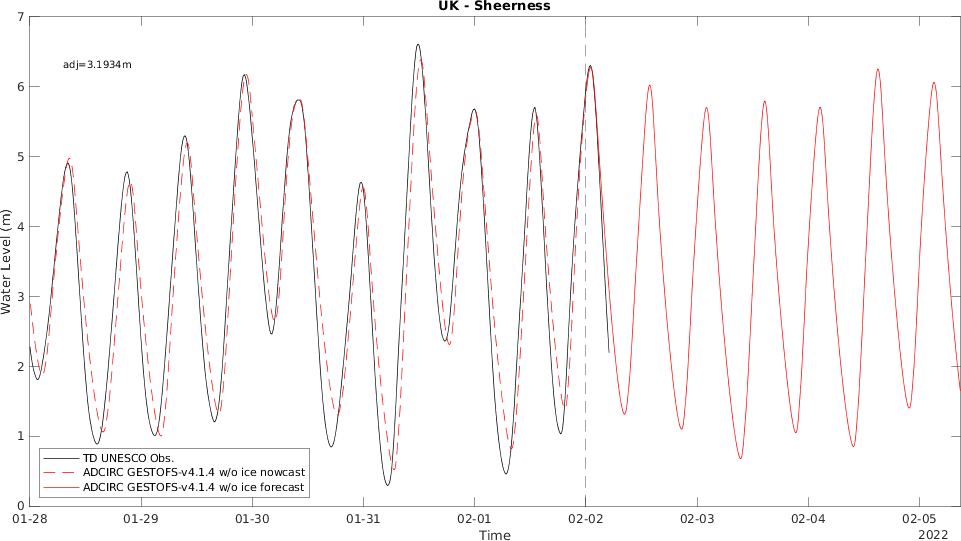 UK - Sheerness
7
6
5
4
3
2
1
0
Water Level (m)
adj=3.1934m
TD UNESCO Obs.
ADCIRC GESTOFS-v4.1.4 w/o ice nowcast
ADCIRC GESTOFS-v4.1.4 w/o ice forecast
01-28 01-29 01-30 01-31 02-01 02-02 02-03 02-04 02-05
Time
2022